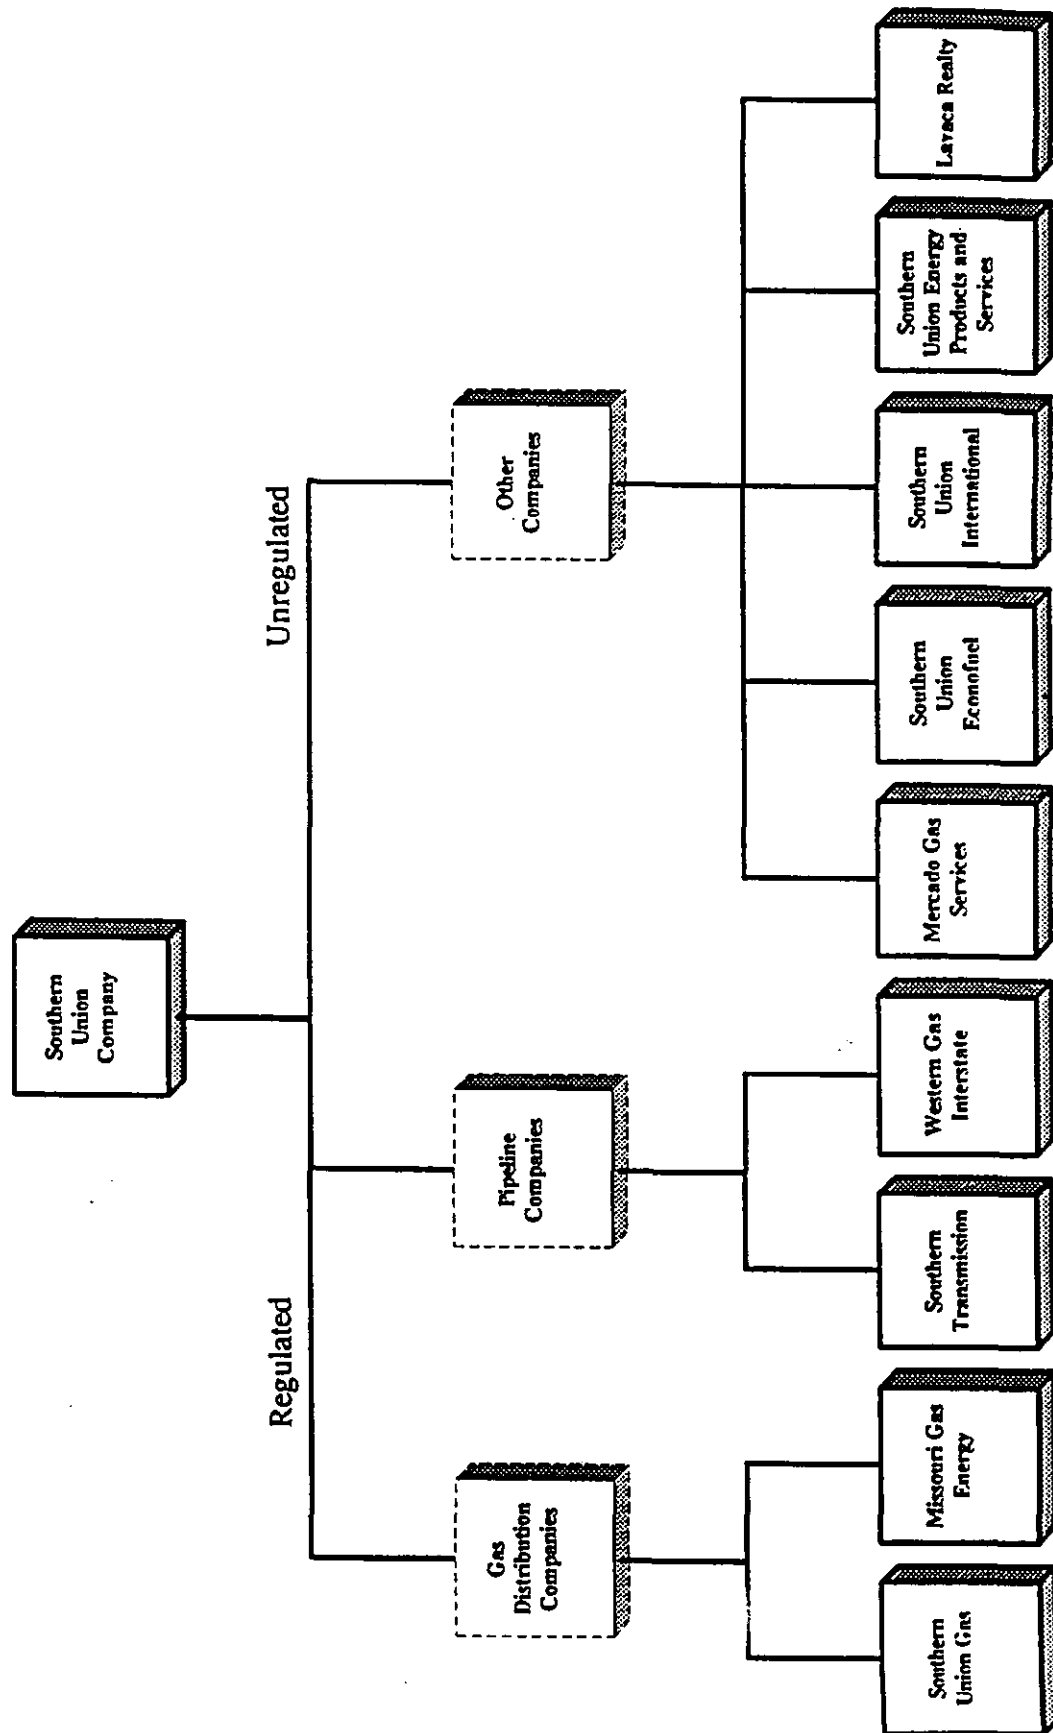 Southern
Union
Company
Regulated
Unregulated
Gas
Distribution
Companies
Pipeline
Companies
Other
Companies
Southern
Union Gas
Missouri Gas
Energy
Southern
Transmission
Western Gas
Interstate
Mercado Gas
Services
Southern
Union
Econofuel
Southern
Union
International
Southern
Union Energy
Products and
Services
Lavaca Realty